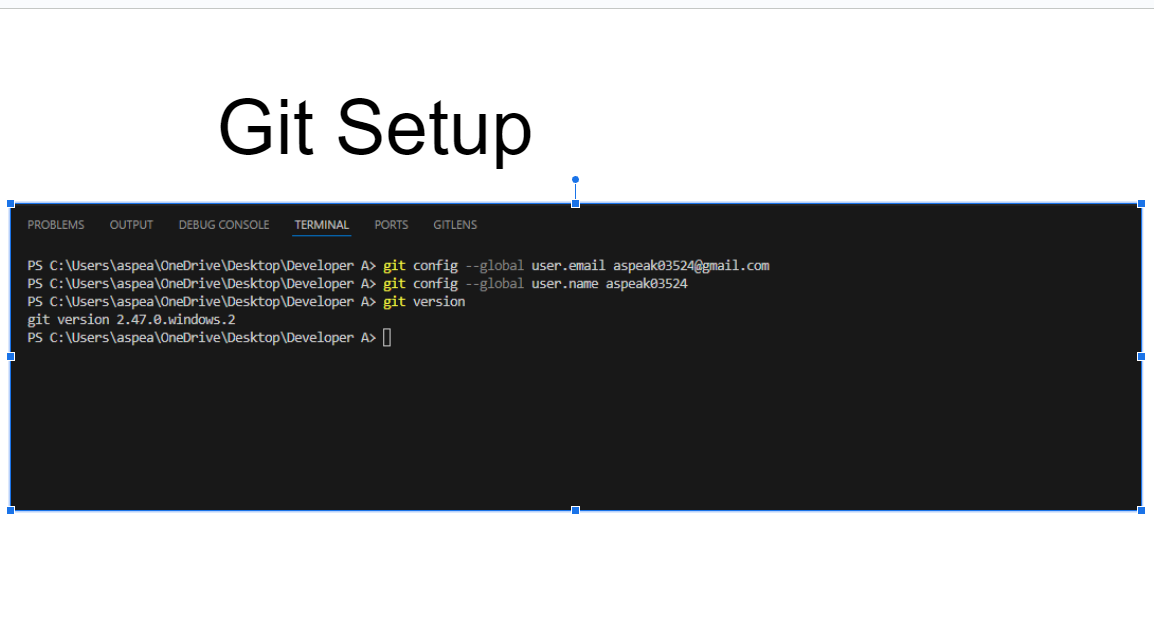 Git Setup
PROBLEMS OUTPUT DEBUG CONSOLE TERMINAL PORTS GITLENS
PS C:\Users\aspea\OneDrive\Desktop\Developer A> git config --global user.email aspeak03524@gmail.com
PS C:\Users\aspea\OneDrive\Desktop\Developer A> git config --global user.name aspeak03524
PS C:\Users\aspea\OneDrive\Desktop\Developer A> git version
git version 2.47.0.windows.2
PS C:\Users\aspea\OneDrive\Desktop\Developer A>